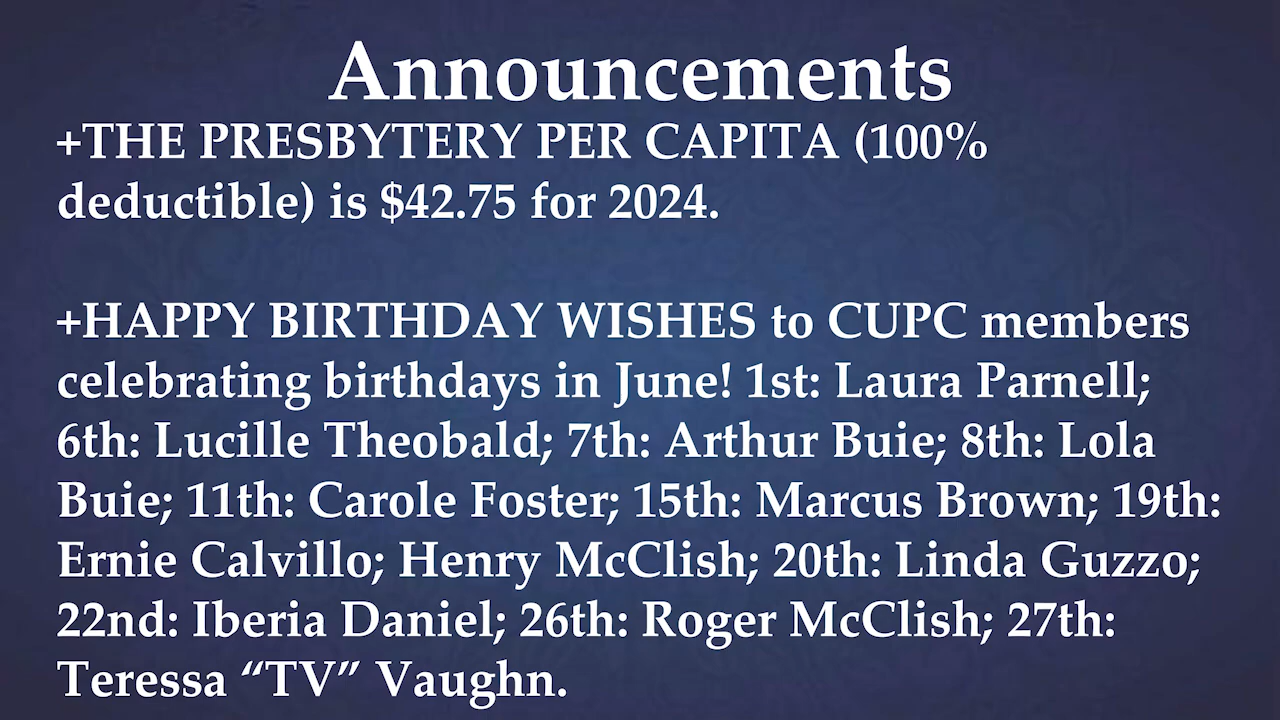 Announcements
+THE PRESBYTERY PER CAPITA (100%
deductible) is $42.75 for 2024.
+HAPPY BIRTHDAY WISHES to CUPC members
celebrating birthdays in June! 1st: Laura Parnell;
6th: Lucille Theobald; 7th: Arthur Buie; 8th: Lola
Buie; 11th: Carole Foster; 15th: Marcus Brown; 19th:
Ernie Calvillo; Henry McClish; 20th: Linda Guzzo;
22nd: Iberia Daniel; 26th: Roger McClish; 27th:
Teressa “TV” Vaughn.